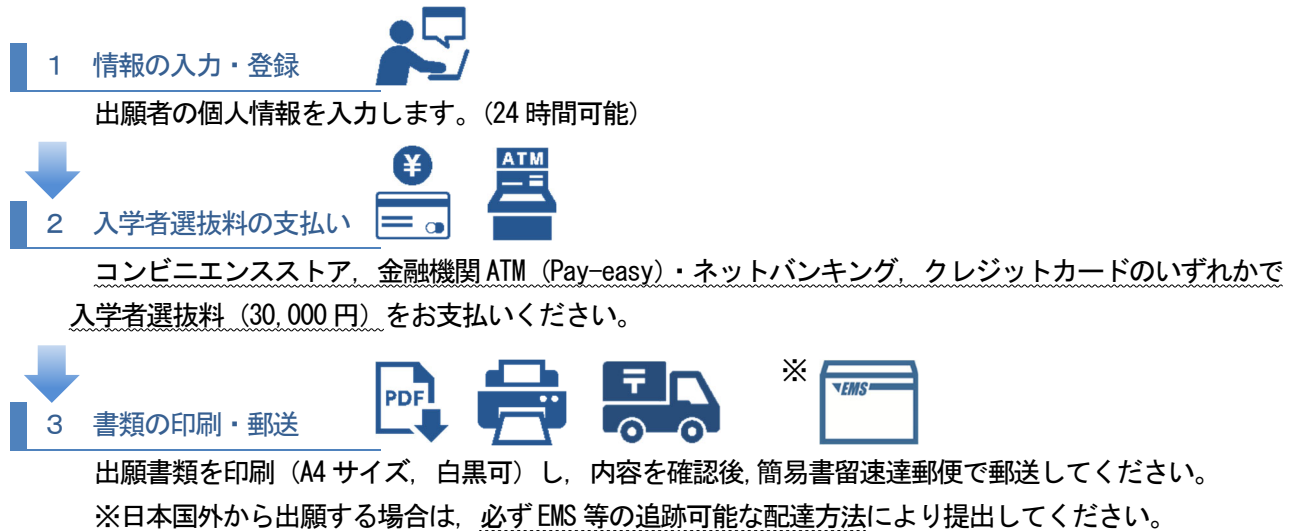 １ 情報の入力・登録
出願者の個人情報を入力します。（24 時間可能）
¥
ATM
２ 入学者選抜料の支払い
コンビニエンスストア，金融機関 ATM（Pay-easy）・ネットバンキング，クレジットカードのいずれかで
入学者選抜料（30,000 円）をお支払いください。
PDF 〒 ※ EMS
３ 書類の印刷・郵送
出願書類を印刷（A4 サイズ，白黒可）し，内容を確認後,簡易書留速達郵便で郵送してください。
※日本国外から出願する場合は，必ず EMS 等の追跡可能な配達方法により提出してください。